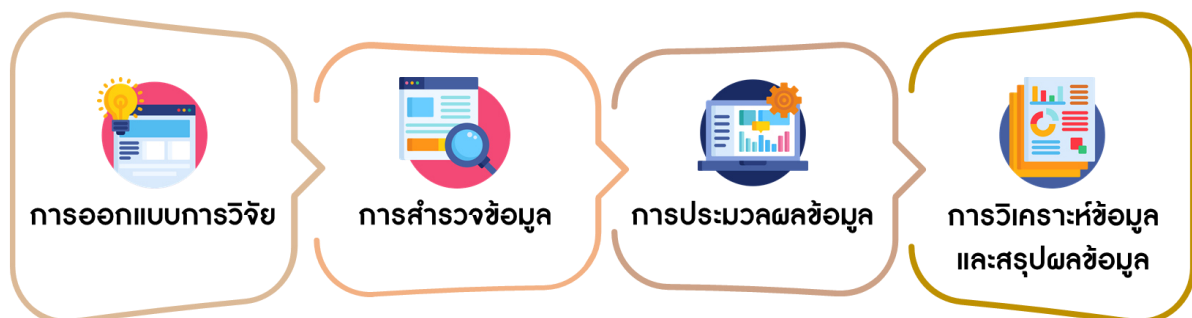 การออกแบบการวิจัย
การสำรวจข้อมูล
การประมวลผลข้อมูล
การวิเคราะห์ข้อมูล
และสรุปผลข้อมูล